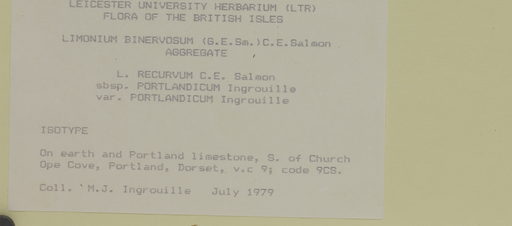 LEICESTER UNIVERSITY HERBARIUM (LTR)
FLORA OF THE BRITISH ISLES
LIMONIUM BINERVOSUM (G.E.Sm.)C.E.Salmon
AGGREGATE
L. RECURVUM C.E. Salmon
sbsp. PORTLANDICUM Ingrouille
var. PORTLANDICUM Ingrouille
ISOTYPE
On earth and Portland limestone, S. of Church
Ope Cove, Portland, Dorset, v.c 9; code 9CS.
Coll. M.J. Ingrouille July 1979